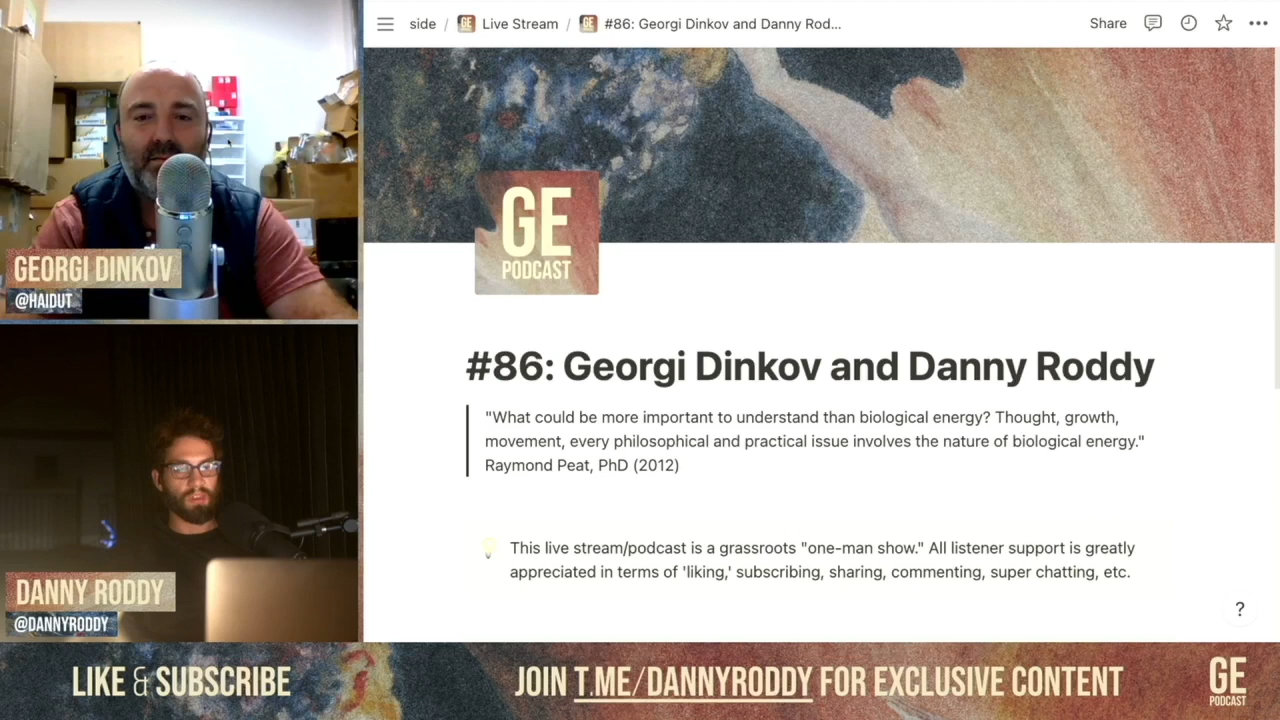 GEORGI DINKOV
@HAIDUT
DANNY RODDY
@DANNYRODDY
side / GE Live Stream / GE #86: Georgi Dinkov and Danny Rod...
Share
GE
PODCAST
#86: Georgi Dinkov and Danny Roddy
"What could be more important to understand than biological energy? Thought, growth,
movement, every philosophical and practical issue involves the nature of biological energy."
Raymond Peat, PhD (2012)
This live stream/podcast is a grassroots "one-man show." All listener support is greatly
appreciated in terms of 'liking,' subscribing, sharing, commenting, super chatting, etc.
?
LIKE & SUBSCRIBE
JOIN T.ME/DANNYRODDY FOR EXCLUSIVE CONTENT
GE
PODCAST